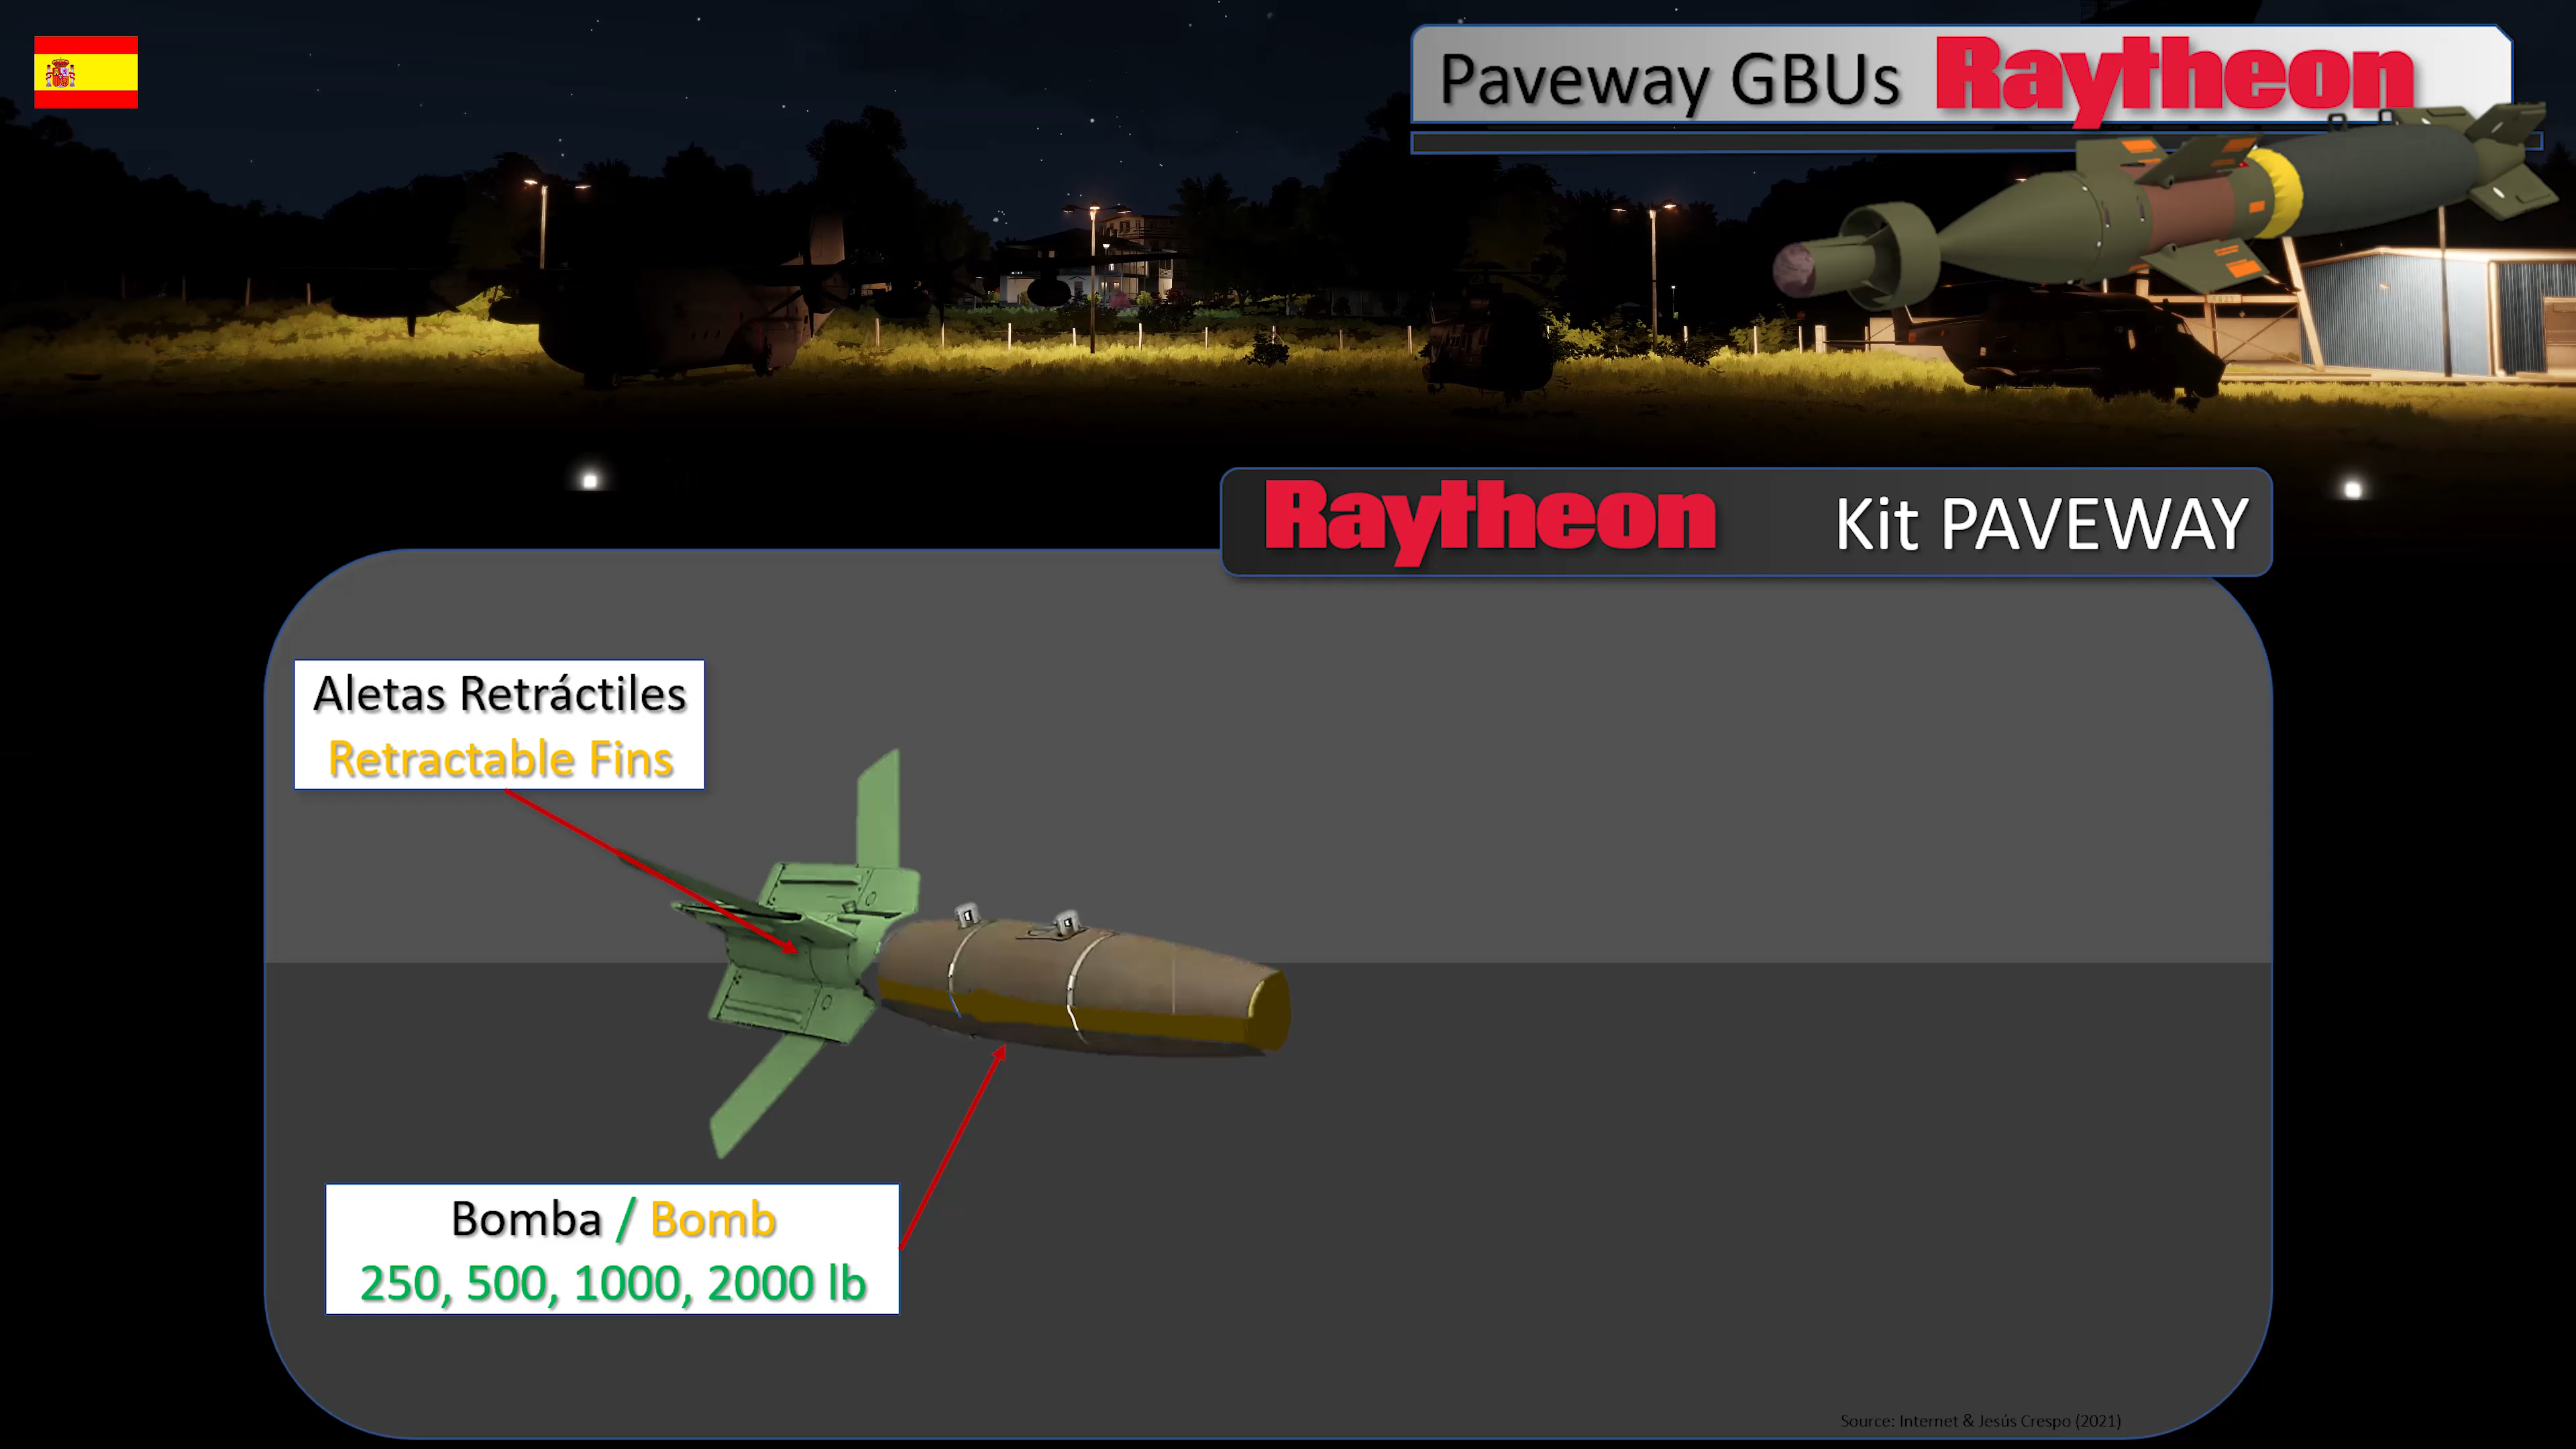 Paveway GBUs Raytheon
Raytheon Kit PAVEWAY
Aletas Retráctiles
Retractable Fins
Bomba / Bomb
250, 500, 1000, 2000 lb
Source: Internet & Jesús Crespo (2021)